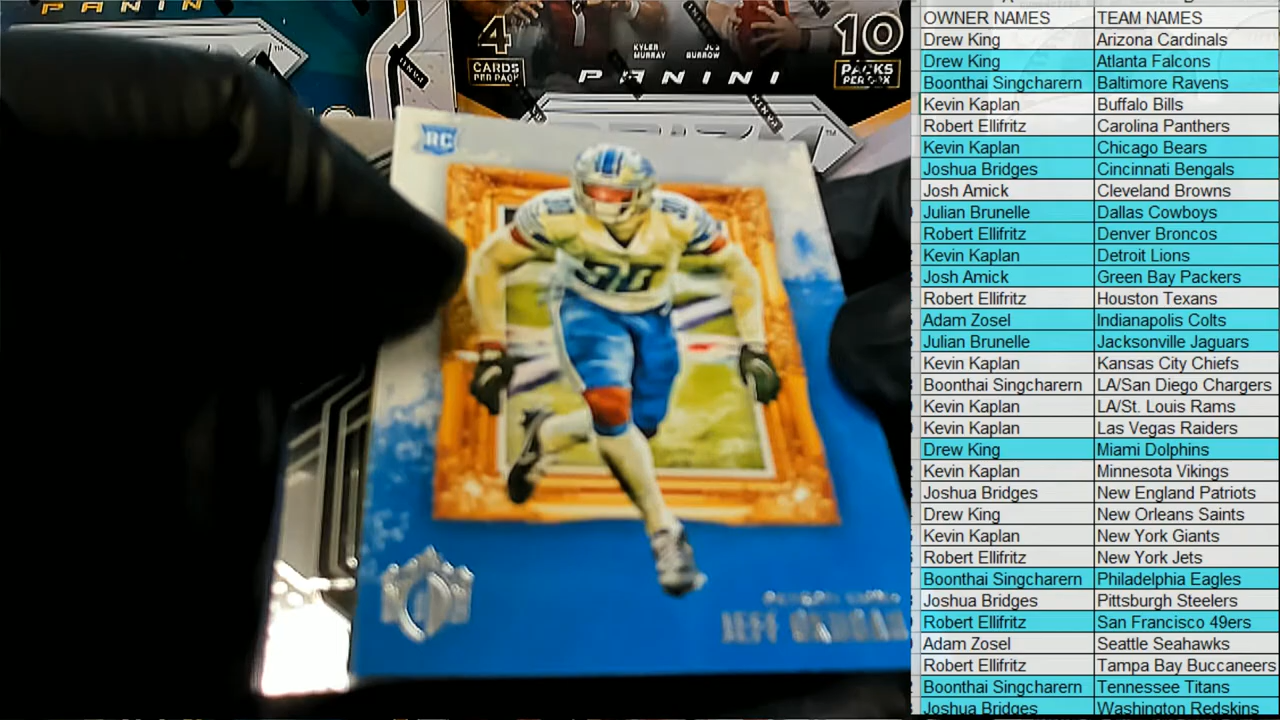 PANINI
4
CARDS
PER PACK
KYLER
MURRAY
JOE
BURROW
PANINI
10
PACKS
PER BOX
RC
30
JEFF OKUDAH
OWNER NAMES TEAM NAMES
Drew King Arizona Cardinals
Drew King Atlanta Falcons
Boonthai Singcharern Baltimore Ravens
Kevin Kaplan Buffalo Bills
Robert Ellifritz Carolina Panthers
Kevin Kaplan Chicago Bears
Joshua Bridges Cincinnati Bengals
Josh Amick Cleveland Browns
Julian Brunelle Dallas Cowboys
Robert Ellifritz Denver Broncos
Kevin Kaplan Detroit Lions
Josh Amick Green Bay Packers
Robert Ellifritz Houston Texans
Adam Zosel Indianapolis Colts
Julian Brunelle Jacksonville Jaguars
Kevin Kaplan Kansas City Chiefs
Boonthai Singcharern LA/San Diego Chargers
Kevin Kaplan LA/St. Louis Rams
Kevin Kaplan Las Vegas Raiders
Drew King Miami Dolphins
Kevin Kaplan Minnesota Vikings
Joshua Bridges New England Patriots
Drew King New Orleans Saints
Kevin Kaplan New York Giants
Robert Ellifritz New York Jets
Boonthai Singcharern Philadelphia Eagles
Joshua Bridges Pittsburgh Steelers
Robert Ellifritz San Francisco 49ers
Adam Zosel Seattle Seahawks
Robert Ellifritz Tampa Bay Buccaneers
Boonthai Singcharern Tennessee Titans
Joshua Bridges Washington Redskins